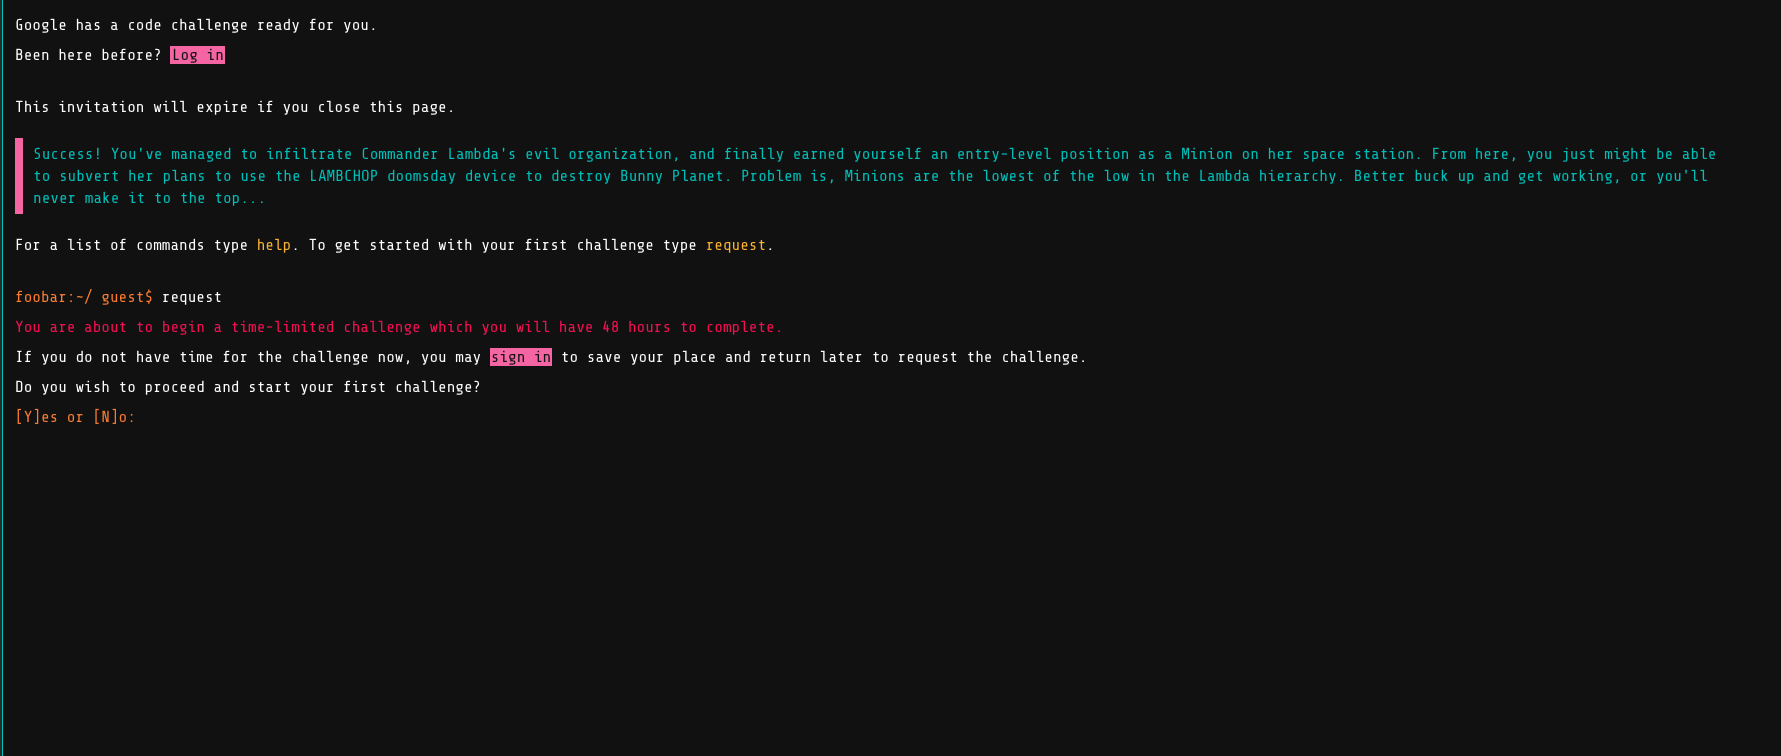 Google has a code challenge ready for you.
Been here before? Log in
This invitation will expire if you close this page.
Success! You've managed to infiltrate Commander Lambda's evil organization, and finally earned yourself an entry-level position as a Minion on her space station. From here, you just might be able
to subvert her plans to use the LAMBCHOP doomsday device to destroy Bunny Planet. Problem is, Minions are the lowest of the low in the Lambda hierarchy. Better buck up and get working, or you'll
never make it to the top...
For a list of commands type help. To get started with your first challenge type request.
foobar:~/ guest$ request
You are about to begin a time-limited challenge which you will have 48 hours to complete.
If you do not have time for the challenge now, you may sign in to save your place and return later to request the challenge.
Do you wish to proceed and start your first challenge?
[Y]es or [N]o: